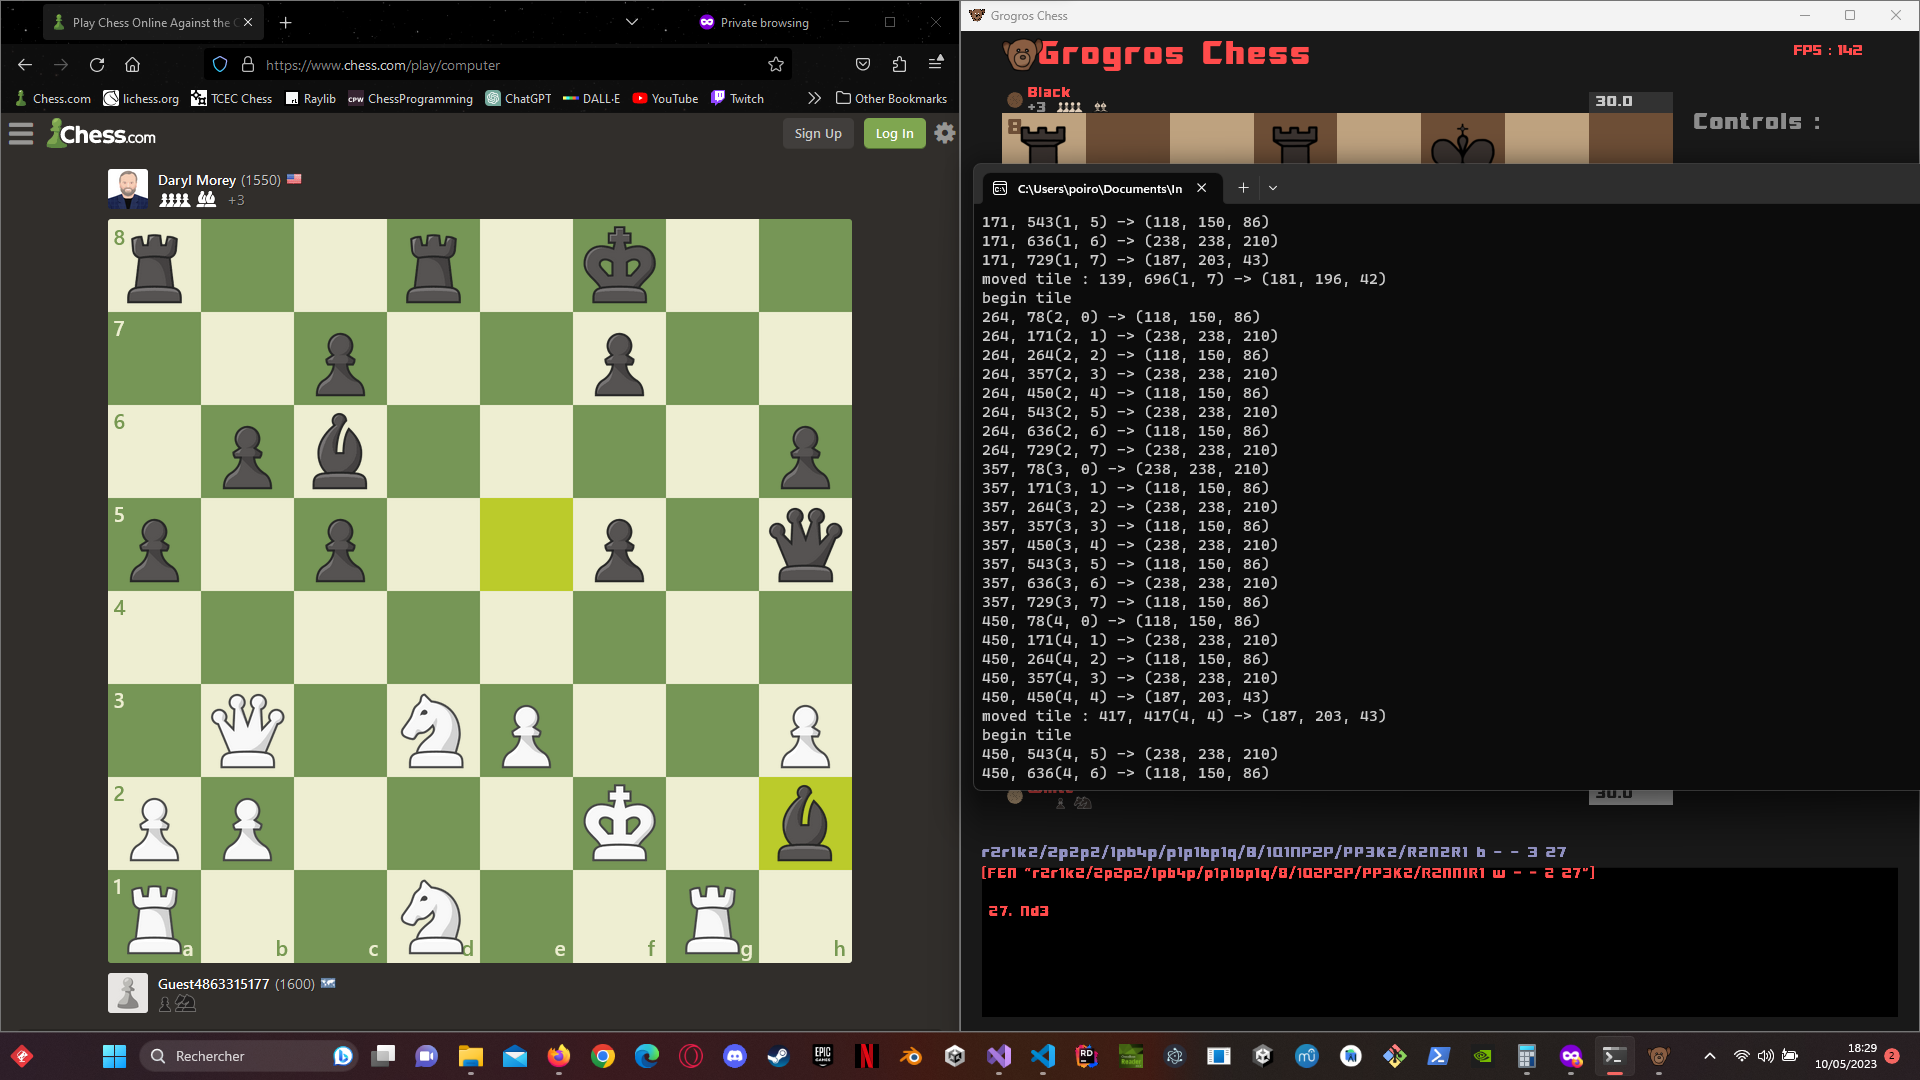 Play Chess Online Against the C
Private browsing
https://www.chess.com/play/computer
Chess.com
lichess.org
TCEC Chess
Raylib
CPW ChessProgramming
ChatGPT
DALL·E
YouTube
Twitch
Other Bookmarks
Chess.com
Sign Up
Log In
Daryl Morey (1550)
+3
8
7
6
5
4
3
2
1
a
b
c
d
e
f
g
h
Guest4863315177 (1600)
Grogros Chess
Grogros Chess
FPS : 142
Black
+3
30.0
8
Controls :
C:\Users\poiro\Documents\In
171, 543(1, 5) -> (118, 150, 86)
171, 636(1, 6) -> (238, 238, 210)
171, 729(1, 7) -> (187, 203, 43)
moved tile : 139, 696(1, 7) -> (181, 196, 42)
begin tile
264, 78(2, 0) -> (118, 150, 86)
264, 171(2, 1) -> (238, 238, 210)
264, 264(2, 2) -> (118, 150, 86)
264, 357(2, 3) -> (238, 238, 210)
264, 450(2, 4) -> (118, 150, 86)
264, 543(2, 5) -> (238, 238, 210)
264, 636(2, 6) -> (118, 150, 86)
264, 729(2, 7) -> (238, 238, 210)
357, 78(3, 0) -> (238, 238, 210)
357, 171(3, 1) -> (118, 150, 86)
357, 264(3, 2) -> (238, 238, 210)
357, 357(3, 3) -> (118, 150, 86)
357, 450(3, 4) -> (238, 238, 210)
357, 543(3, 5) -> (118, 150, 86)
357, 636(3, 6) -> (238, 238, 210)
357, 729(3, 7) -> (118, 150, 86)
450, 78(4, 0) -> (118, 150, 86)
450, 171(4, 1) -> (238, 238, 210)
450, 264(4, 2) -> (118, 150, 86)
450, 357(4, 3) -> (238, 238, 210)
450, 450(4, 4) -> (187, 203, 43)
moved tile : 417, 417(4, 4) -> (187, 203, 43)
begin tile
450, 543(4, 5) -> (238, 238, 210)
450, 636(4, 6) -> (118, 150, 86)
White
30.0
r2r1k2/2p2p2/1pb4p/p1p1bp1q/8/1Q1NP2P/PP3K2/R2N2R1 b - - 3 27
[FEN "r2r1k2/2p2p2/1pb4p/p1p1bp1q/8/1Q2P2P/PP3K2/R2NN1R1 w - - 2 27"]
27. Nd3
Rechercher
18:29
10/05/2023
2